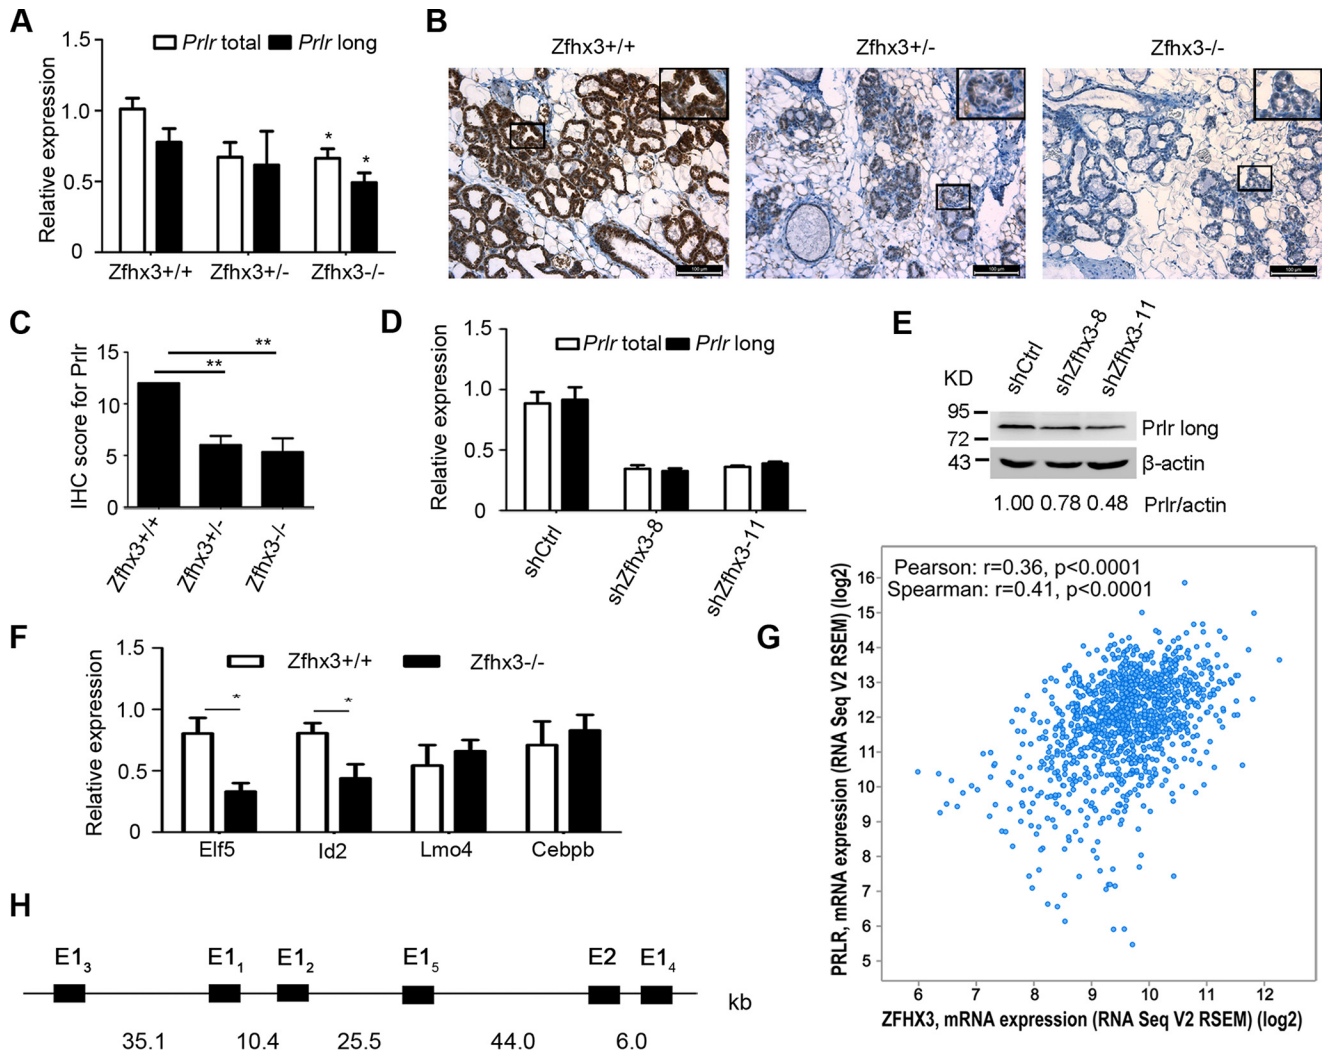 A
Prlr total Prlr long
Relative expression
1.5
1.0
0.5
0
* *
Zfhx3+/+ Zfhx3+/- Zfhx3-/-
B
Zfhx3+/+ Zfhx3+/- Zfhx3-/-
100 μm 100 μm 100 μm
C
IHC score for Prlr
15
10
5
0
**
**
Zfhx3+/+ Zfhx3+/- Zfhx3-/-
D
Prlr total Prlr long
Relative expression
1.5
1.0
0.5
0
shCtrl shZfhx3-8 shZfhx3-11
E
shCtrl shZfhx3-8 shZfhx3-11
KD
95
72
43
Prlr long
β-actin
1.00 0.78 0.48 Prlr/actin
F
Zfhx3+/+ Zfhx3-/-
Relative expression
1.5
1.0
0.5
0
* *
Elf5 Id2 Lmo4 Cebpb
G
Pearson: r=0.36, p<0.0001
Spearman: r=0.41, p<0.0001
PRLR, mRNA expression (RNA Seq V2 RSEM) (log2)
16
15
14
13
12
11
10
9
8
7
6
5
6 7 8 9 10 11 12
ZFHX3, mRNA expression (RNA Seq V2 RSEM) (log2)
H
E1₃ E1₁ E1₂ E1₅ E2 E1₄
kb
35.1 10.4 25.5 44.0 6.0